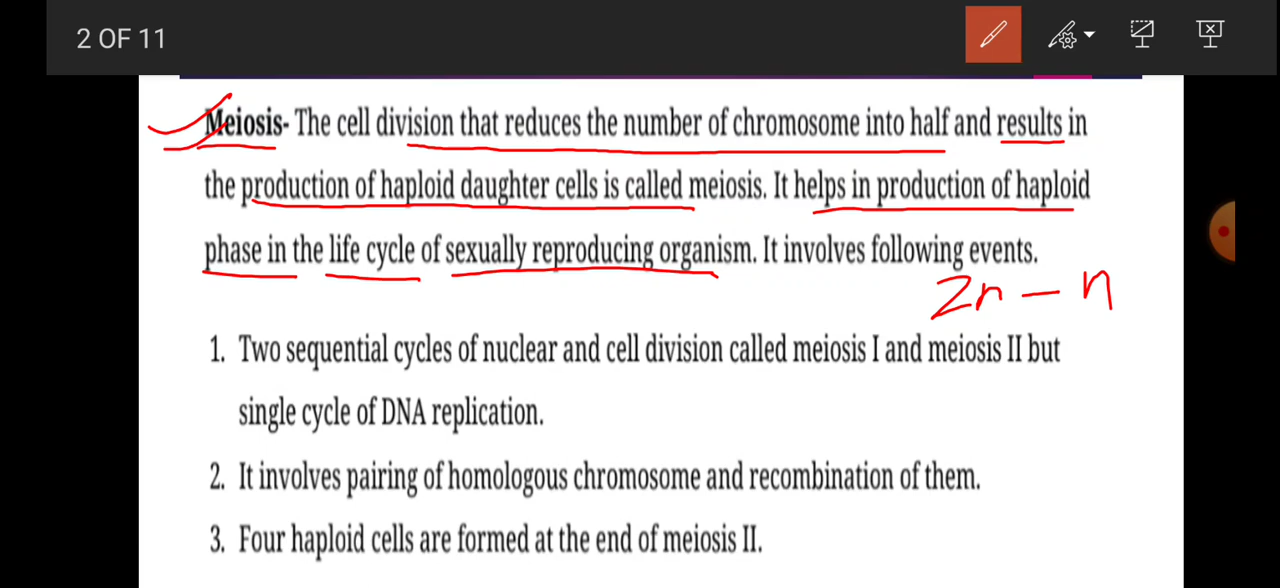 2 OF 11
Meiosis- The cell division that reduces the number of chromosome into half and results in
the production of haploid daughter cells is called meiosis. It helps in production of haploid
phase in the life cycle of sexually reproducing organism. It involves following events.
2n - n
1. Two sequential cycles of nuclear and cell division called meiosis I and meiosis II but
single cycle of DNA replication.
2. It involves pairing of homologous chromosome and recombination of them.
3. Four haploid cells are formed at the end of meiosis II.